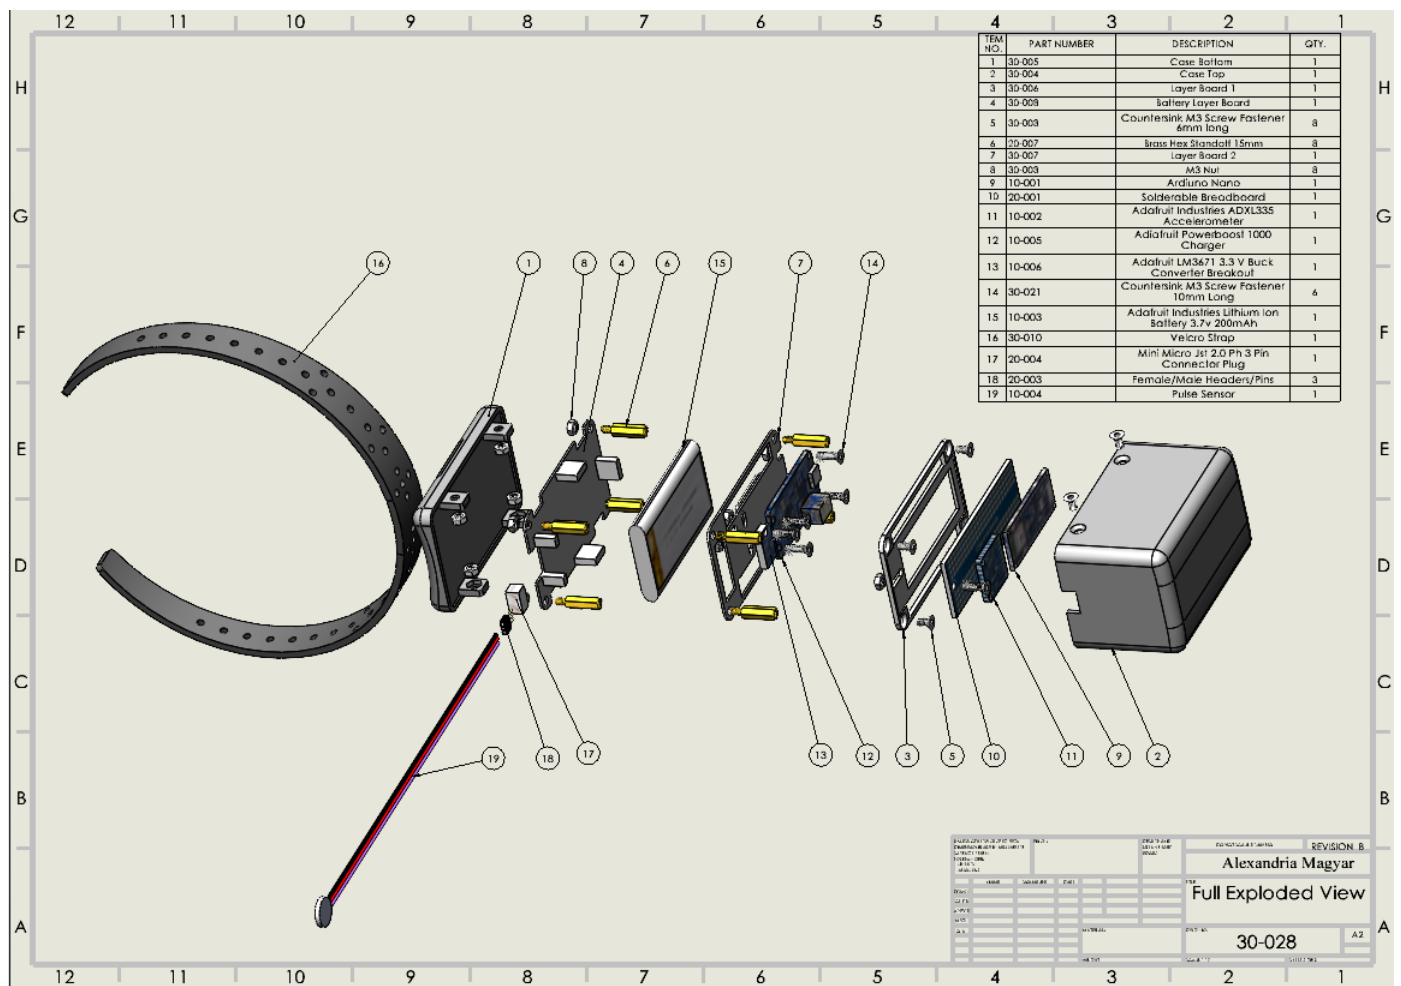 12 11 10 9 8 7 6 5 4 3 2 1
TEM NO. PART NUMBER DESCRIPTION QTY.
1 30-005 Case Bottom 1
2 30-004 Case Top 1
3 30-006 Layer Board 1 1
4 30-008 Battery Layer Board 1
5 30-003 Countersink M3 Screw Fastener
6mm long 8
6 20-007 Brass Hex Standoff 15mm 8
7 30-007 Layer Board 2 1
8 30-003 M3 Nut 8
9 10-001 Ardiuno Nano 1
10 20-001 Solderable Breadboard 1
11 10-002 Adafruit Industries ADXL335
Accelerometer 1
12 10-005 Adiafruit Powerboost 1000
Charger 1
13 10-006 Adafruit LM3671 3.3 V Buck
Converter Breakout 1
14 30-021 Countersink M3 Screw Fastener
10mm Long 6
15 10-003 Adafruit Industries Lithium Ion
Battery 3.7v 200mAh 1
16 30-010 Velcro Strap 1
17 20-004 Mini Micro Jst 2.0 Ph 3 Pin
Connector Plug 1
18 20-003 Female/Male Headers/Pins 3
19 10-004 Pulse Sensor 1
H H
G G
16 1 8 4 6 15 7 14
F F
E E
D D
C C
19 18 17 13 12 3 5 10 11 9 2
B B
REVISION B
Alexandria Magyar
Full Exploded View
A A
30-028 A2
12 11 10 9 8 7 6 5 4 3 2 1